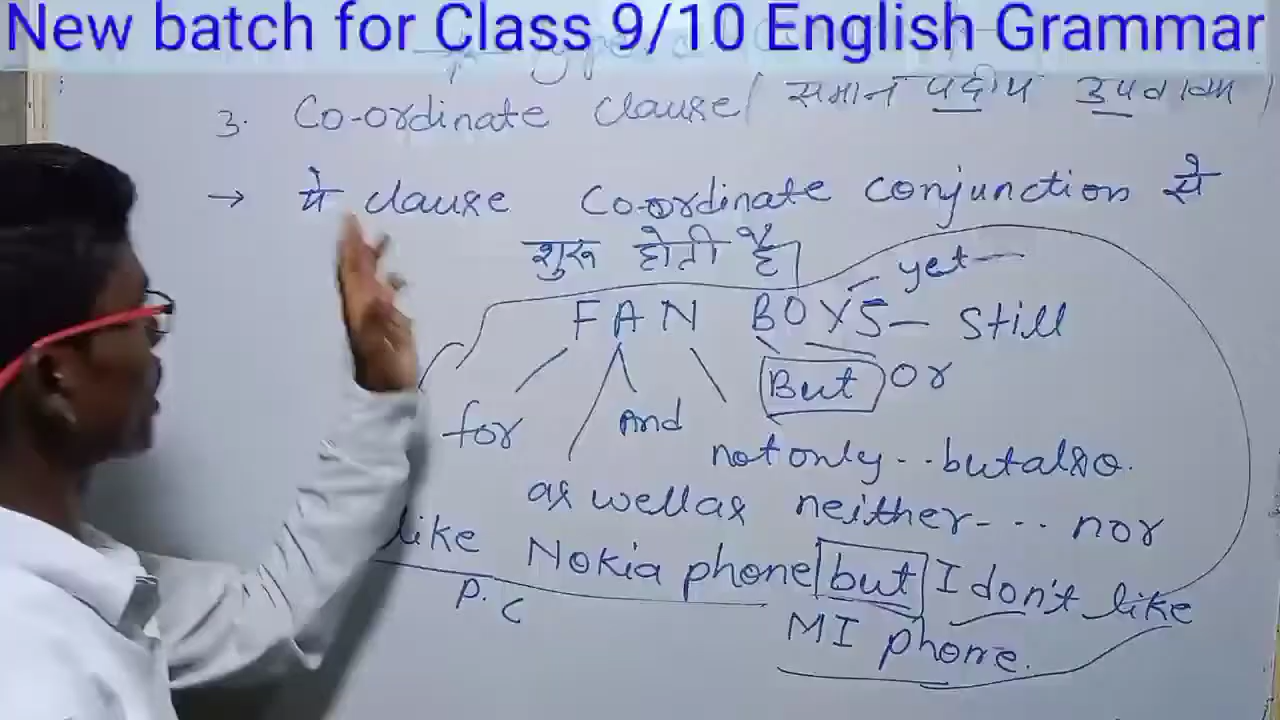 New batch for Class 9/10 English Grammar
3. Co-ordinate clause ( समान पदीय उपवाक्य )
→ ये clause Co-ordinate conjunction से
शुरू होती है।
yet
FAN BOYS - Still
But or
for And
not only .. but also.
as well as neither - ... nor
like Nokia phone but I don't like
P. C
MI phone.